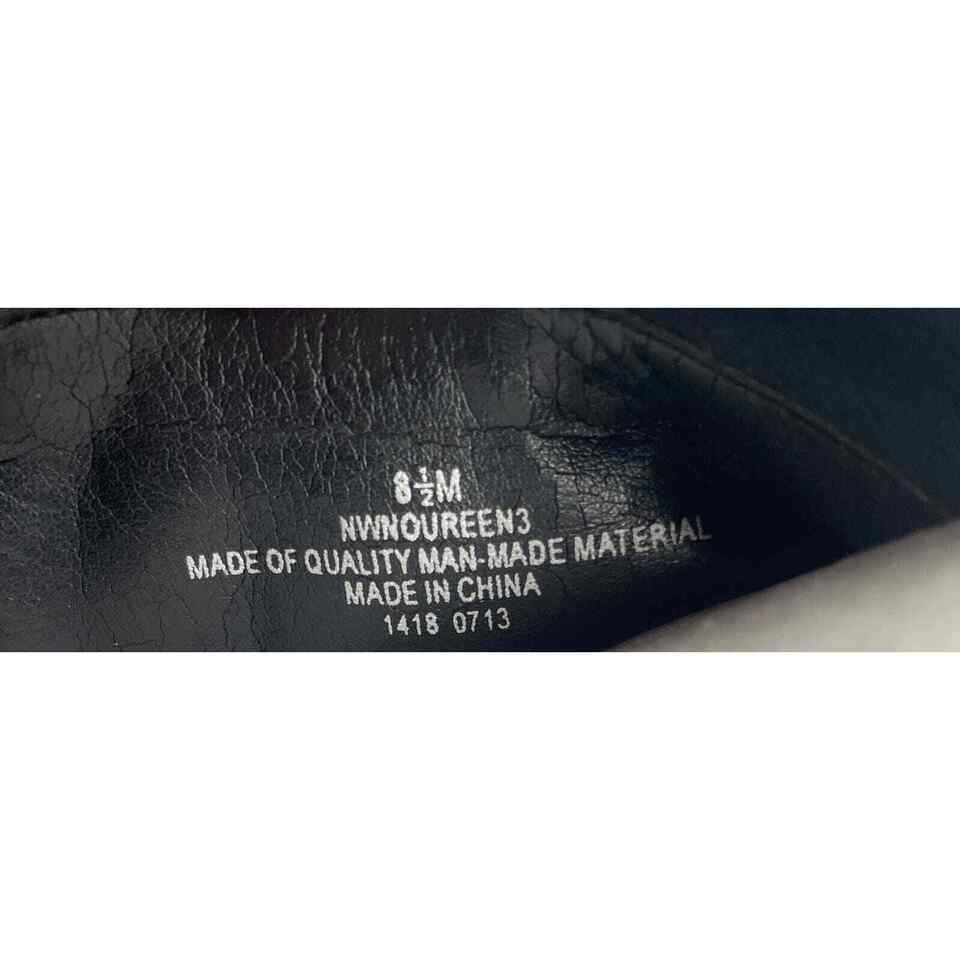 8½M
NWNOUREEN3
MADE OF QUALITY MAN-MADE MATERIAL
MADE IN CHINA
1418 0713